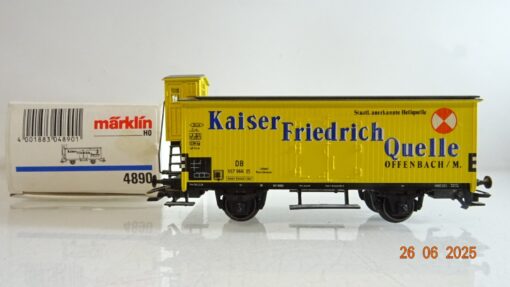 4 001883 048901
märklin
HO
4890
Kaiser
Friedrich
Quelle
OFFENBACH/M.
Staatl. anerkannte Heilquelle
DB
26 06 2025